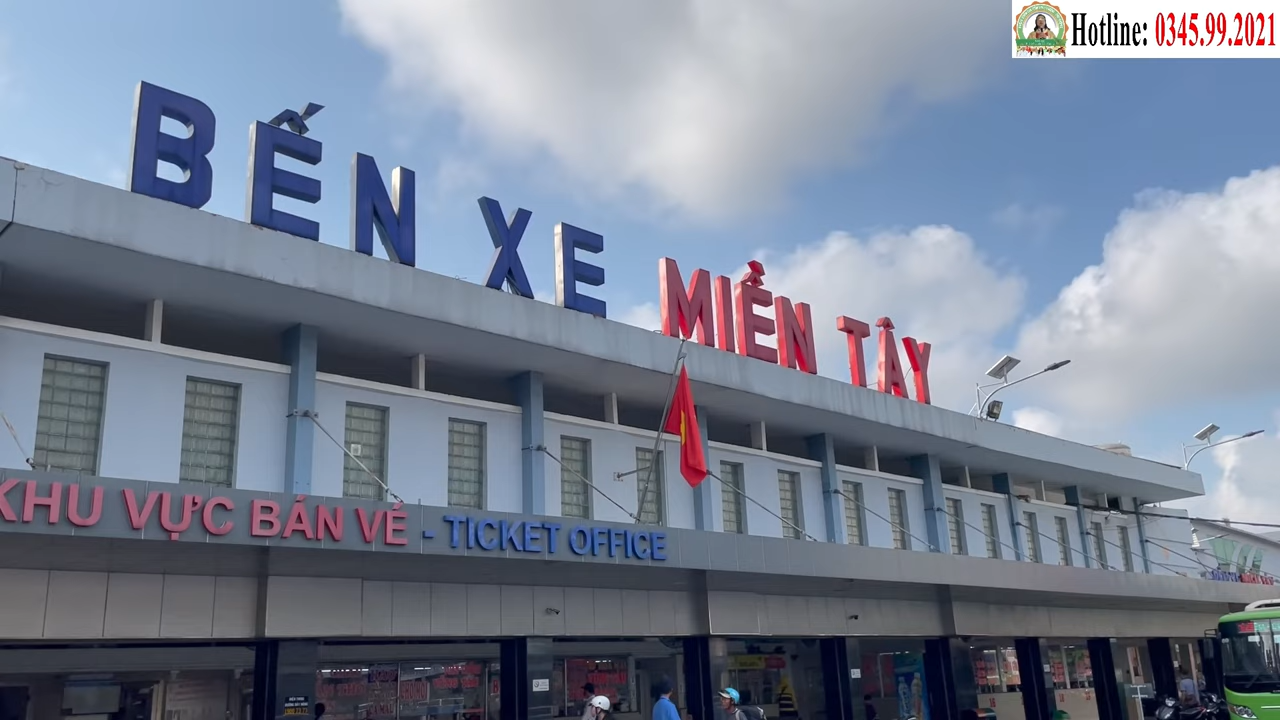 Hotline: 0345.99.2021
BẾN XE MIỀN TÂY
KHU VỰC BÁN VÉ - TICKET OFFICE